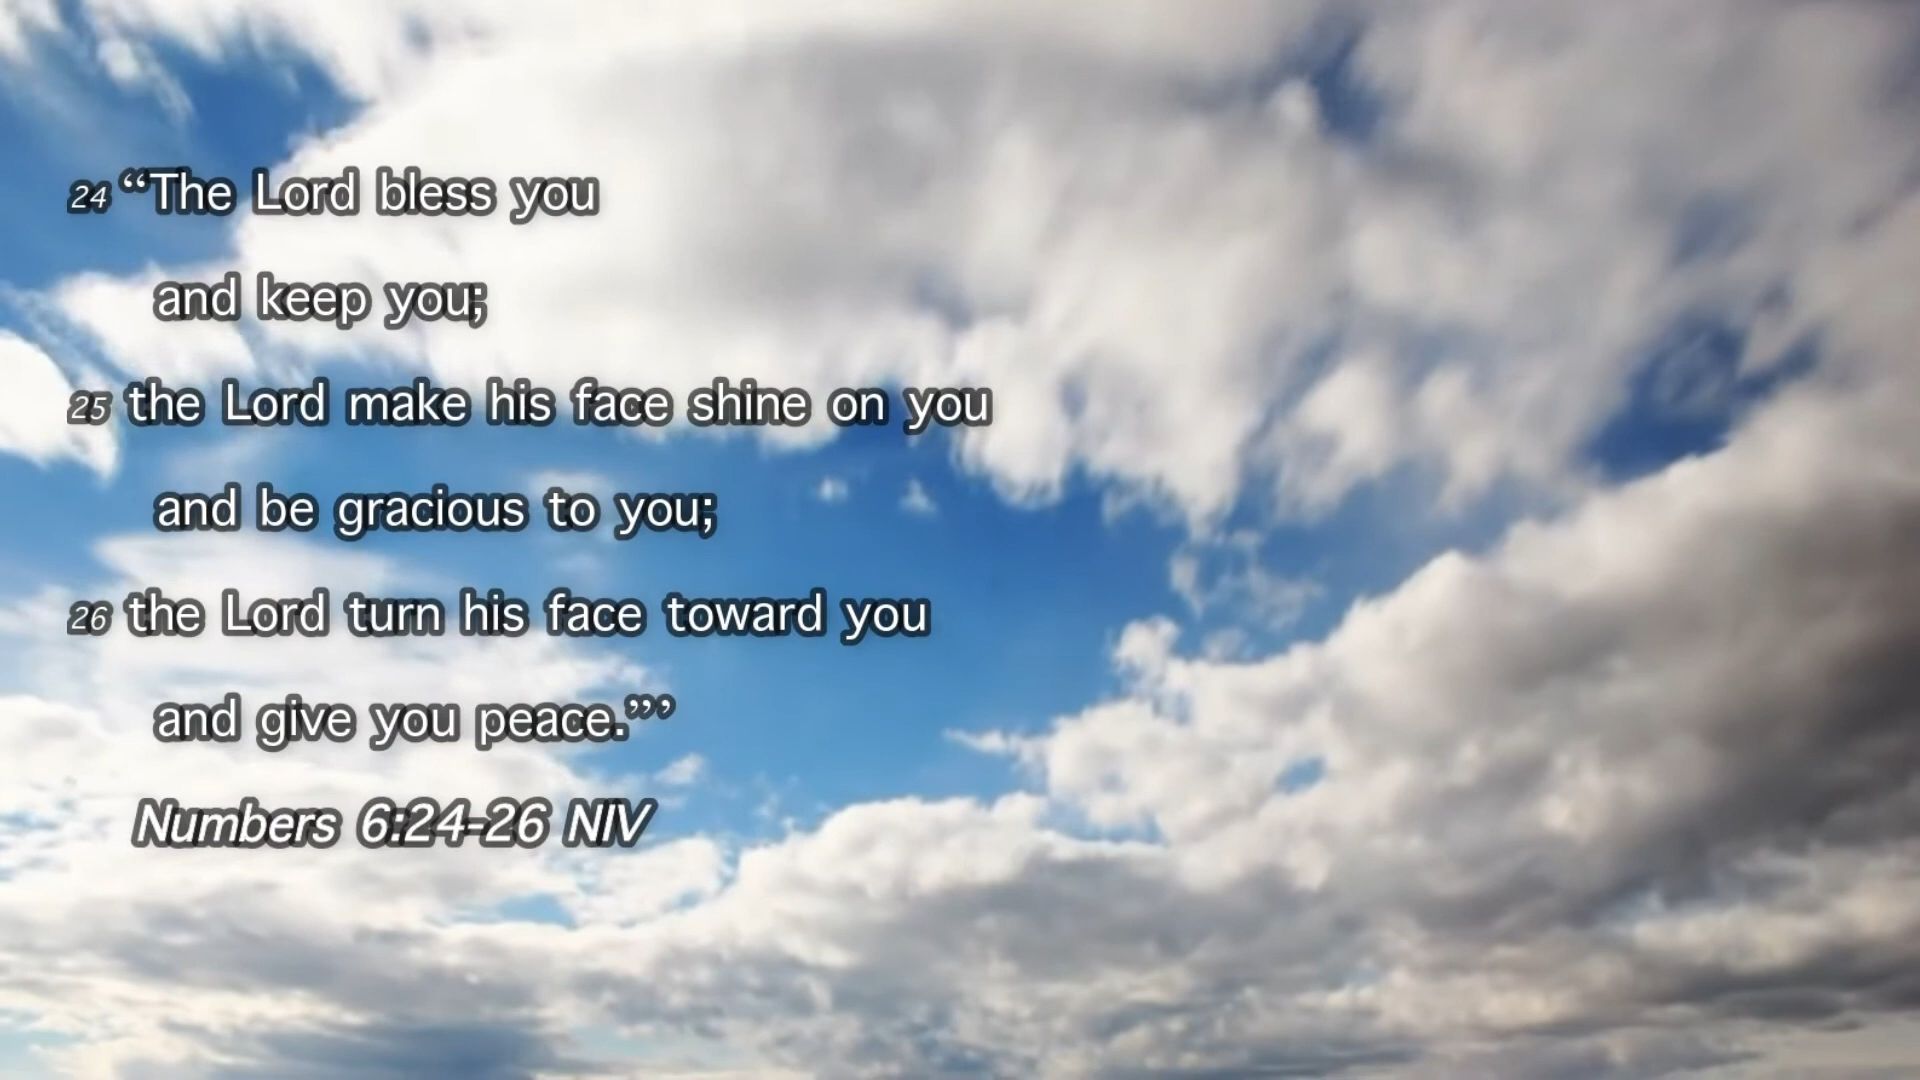 24 “The Lord bless you
and keep you;
25 the Lord make his face shine on you
and be gracious to you;
26 the Lord turn his face toward you
and give you peace.”’
Numbers 6:24-26 NIV